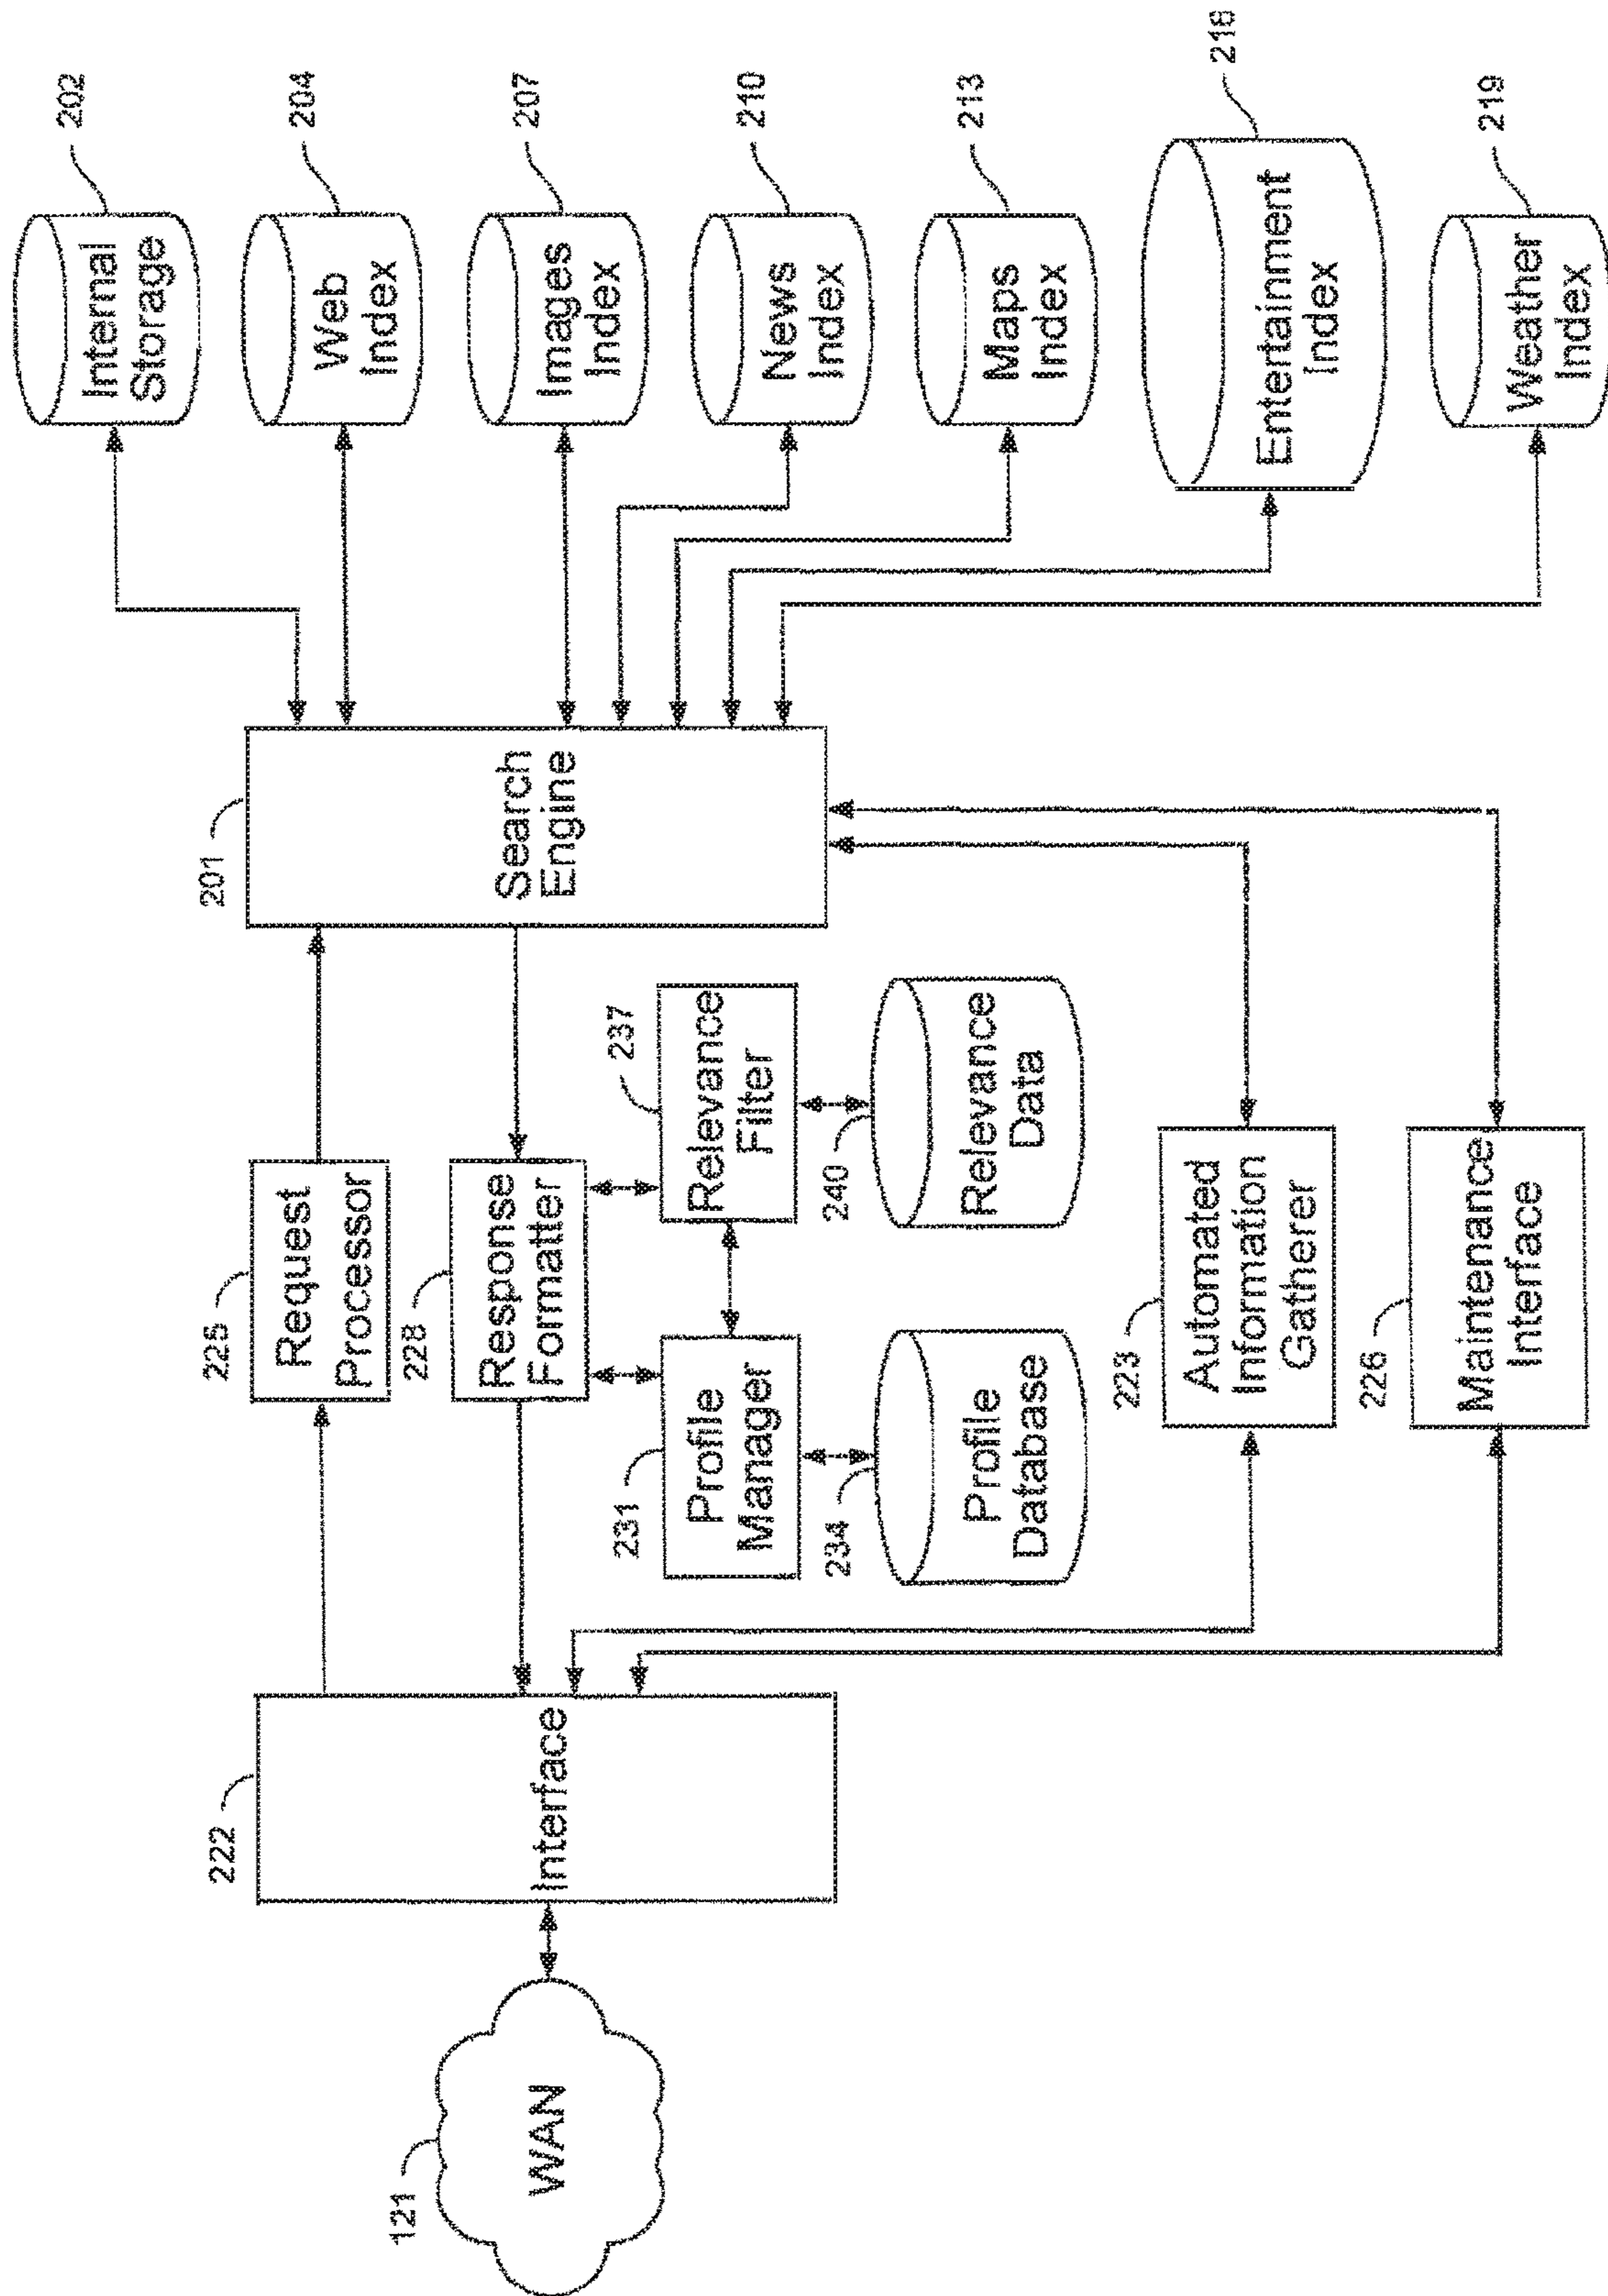 202
Internal
Storage
204
Web
Index
207
Images
Index
210
News
Index
213
Maps
Index
218
Entertainment
Index
219
Weather
Index
201
Search
Engine
225
Request
Processor
228
Response
Formatter
237
Relevance
Filter
240
Relevance
Data
231
Profile
Manager
234
Profile
Database
223
Automated
Information
Gatherer
226
Maintenance
Interface
222
Interface
121
WAN